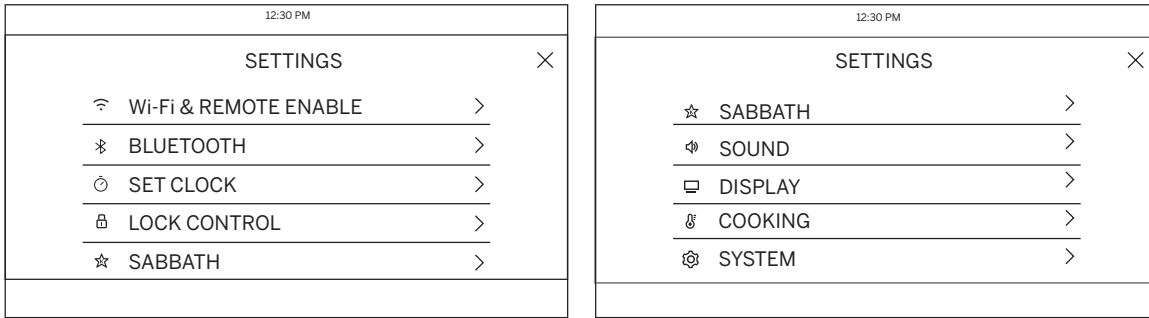 12:30 PM
SETTINGS
Wi-Fi & REMOTE ENABLE
BLUETOOTH
SET CLOCK
LOCK CONTROL
SABBATH
12:30 PM
SETTINGS
SABBATH
SOUND
DISPLAY
COOKING
SYSTEM